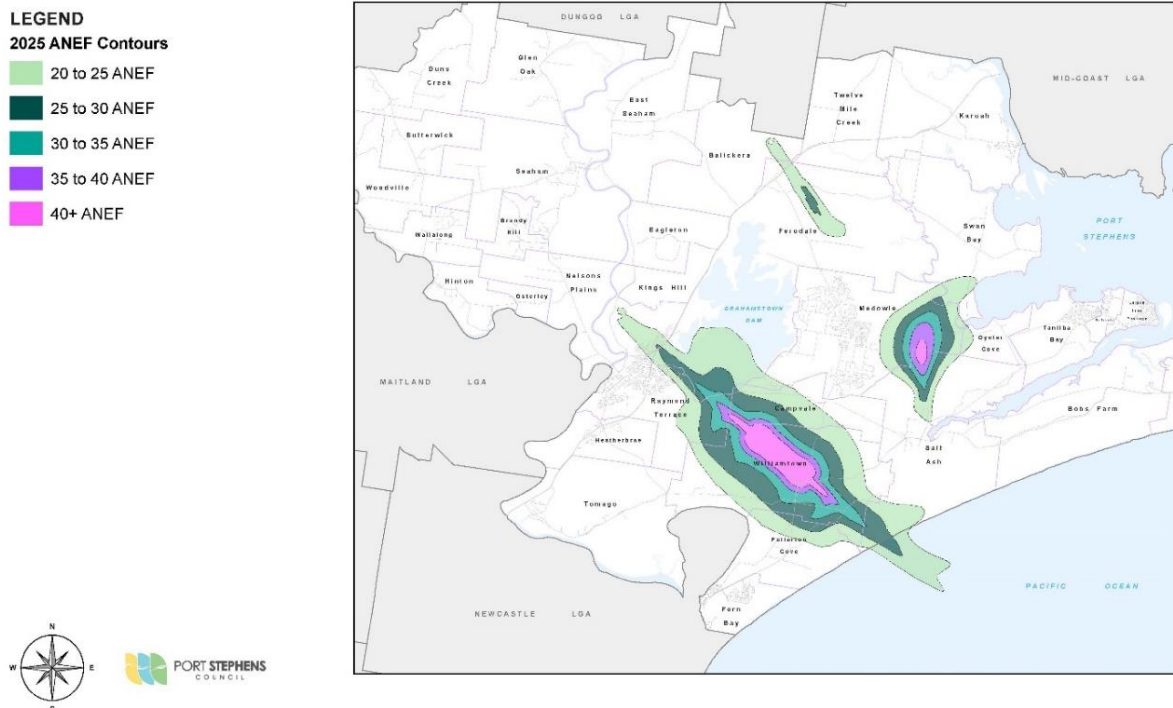 LEGEND
2025 ANEF Contours
20 to 25 ANEF
25 to 30 ANEF
30 to 35 ANEF
35 to 40 ANEF
40+ ANEF
N
W
E
S
PORT STEPHENS
COUNCIL
DUNGOG LGA
MID-COAST LGA
Duns
Creek
Glen
Oak
East
Seaham
Twelve
Mile
Creek
Karuah
Butterwick
Balickera
Seaham
Woodville
Brandy
Hill
Wallalong
Eagleton
Ferodale
Swan
Bay
PORT
STEPHENS
Hinton
Osterley
Nelsons
Plains
Kings Hill
GRAHAMSTOWN
DAM
Medowie
Oyster
Cove
Tanilba
Bay
MAITLAND LGA
Raymond
Terrace
Campvale
Bobs Farm
Heatherbrae
Williamtown
Salt
Ash
Tomago
Fullerton
Cove
Fern
Bay
NEWCASTLE LGA
PACIFIC OCEAN